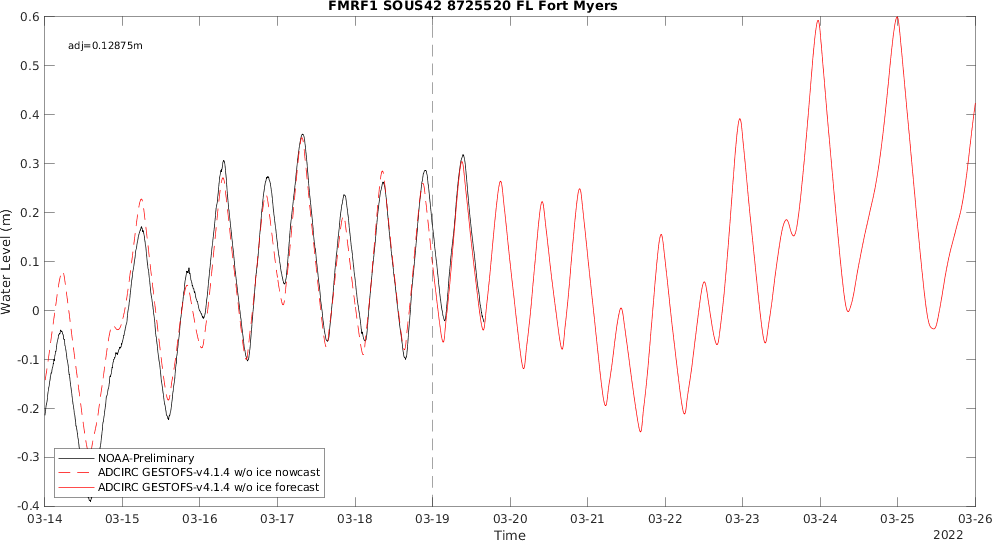 FMRF1 SOUS42 8725520 FL Fort Myers
adj=0.12875m
0.6
0.5
0.4
0.3
0.2
0.1
0
-0.1
-0.2
-0.3
-0.4
Water Level (m)
NOAA-Preliminary
ADCIRC GESTOFS-v4.1.4 w/o ice nowcast
ADCIRC GESTOFS-v4.1.4 w/o ice forecast
03-14 03-15 03-16 03-17 03-18 03-19 03-20 03-21 03-22 03-23 03-24 03-25 03-26
Time
2022